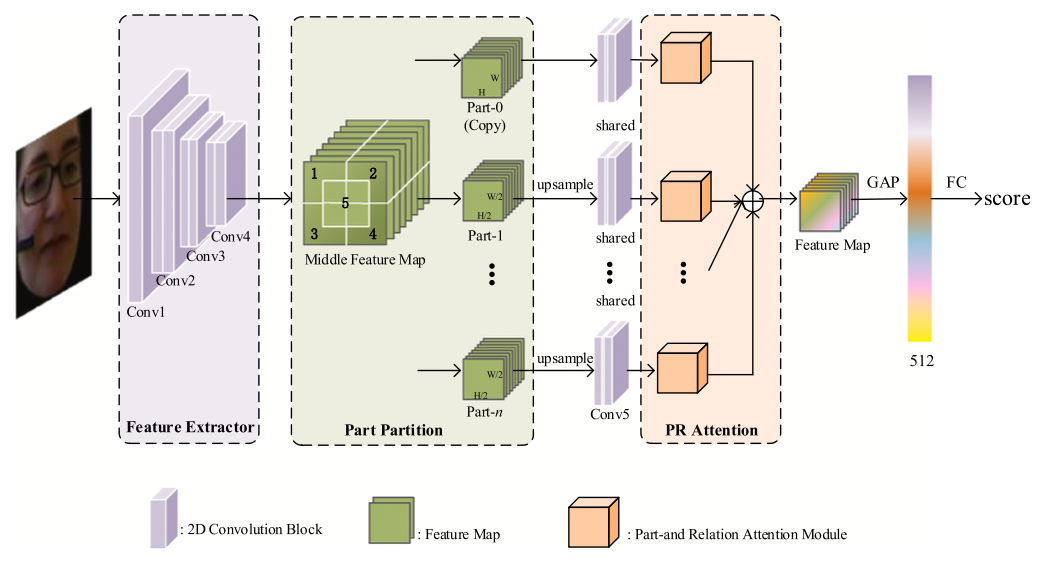 W
H
Part-0
(Copy)
shared
1
2
5
3
4
Middle Feature Map
W/2
H/2
Part-1
upsample
shared
shared
Conv1
Conv2
Conv3
Conv4
Feature Map
GAP
FC
score
512
W/2
H/2
Part-n
upsample
Conv5
Feature Extractor
Part Partition
PR Attention
: 2D Convolution Block
: Feature Map
: Part-and Relation Attention Module